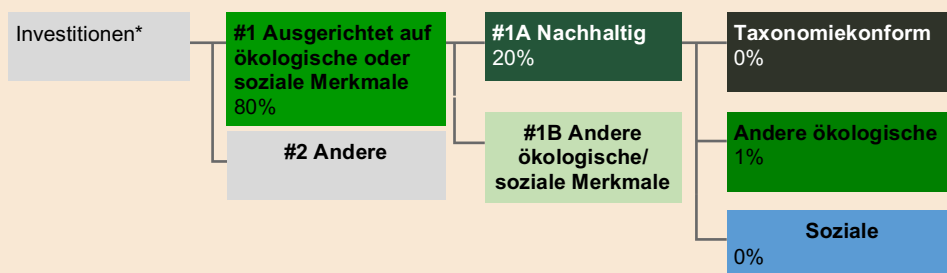 Investitionen*
#1 Ausgerichtet auf
ökologische oder
soziale Merkmale
80%
#2 Andere
#1A Nachhaltig
20%
#1B Andere
ökologische/
soziale Merkmale
Taxonomiekonform
0%
Andere ökologische
1%
Soziale
0%